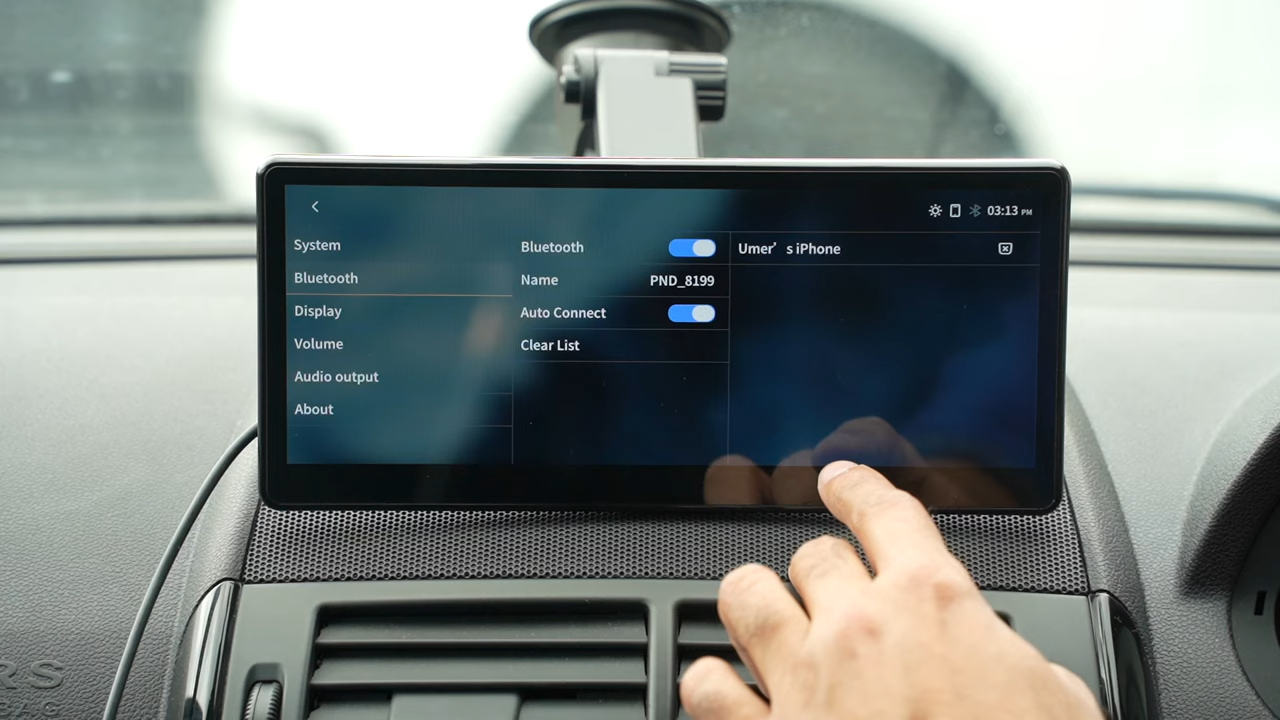 03:13 PM
System
Bluetooth
Display
Volume
Audio output
About
Bluetooth
Name PND_8199
Auto Connect
Clear List
Umer’s iPhone